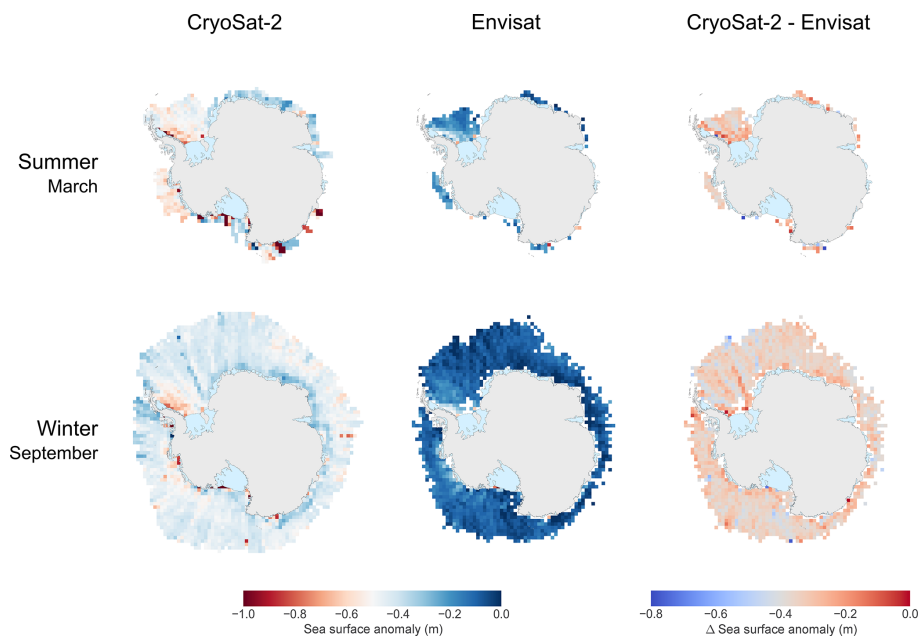 CryoSat-2 Envisat CryoSat-2 - Envisat
Summer
March
Winter
September
−1.0 −0.8 −0.6 −0.4 −0.2 0.0 −0.8 −0.6 −0.4 −0.2 0.0
Sea surface anomaly (m) Δ Sea surface anomaly (m)